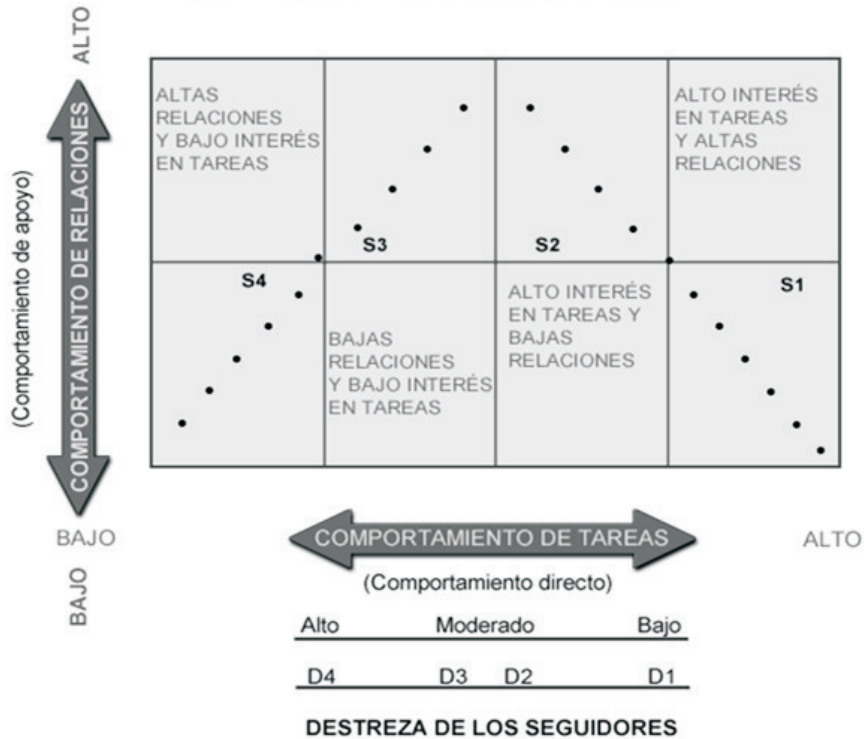 ALTO
COMPORTAMIENTO DE RELACIONES
(Comportamiento de apoyo)
BAJO
ALTAS
RELACIONES
Y BAJO INTERÉS
EN TAREAS
ALTO INTERÉS
EN TAREAS
Y ALTAS
RELACIONES
S3
S2
S4
S1
BAJAS
RELACIONES
Y BAJO INTERÉS
EN TAREAS
ALTO INTERÉS
EN TAREAS Y
BAJAS
RELACIONES
BAJO
COMPORTAMIENTO DE TAREAS
ALTO
(Comportamiento directo)
Alto Moderado Bajo
D4 D3 D2 D1
DESTREZA DE LOS SEGUIDORES